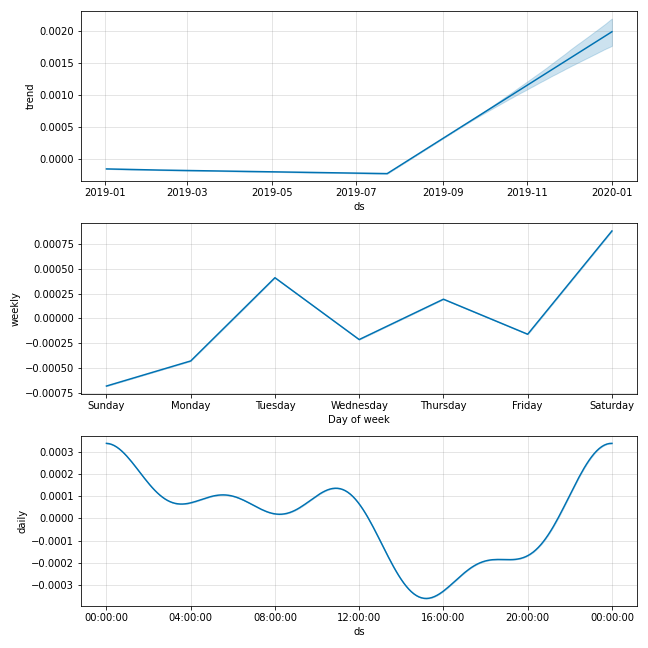 0.0020
0.0015
0.0010
0.0005
0.0000
trend
2019-01 2019-03 2019-05 2019-07 2019-09 2019-11 2020-01
ds
0.00075
0.00050
0.00025
0.00000
−0.00025
−0.00050
−0.00075
weekly
Sunday Monday Tuesday Wednesday Thursday Friday Saturday
Day of week
0.0003
0.0002
0.0001
0.0000
−0.0001
−0.0002
−0.0003
daily
00:00:00 04:00:00 08:00:00 12:00:00 16:00:00 20:00:00 00:00:00
ds